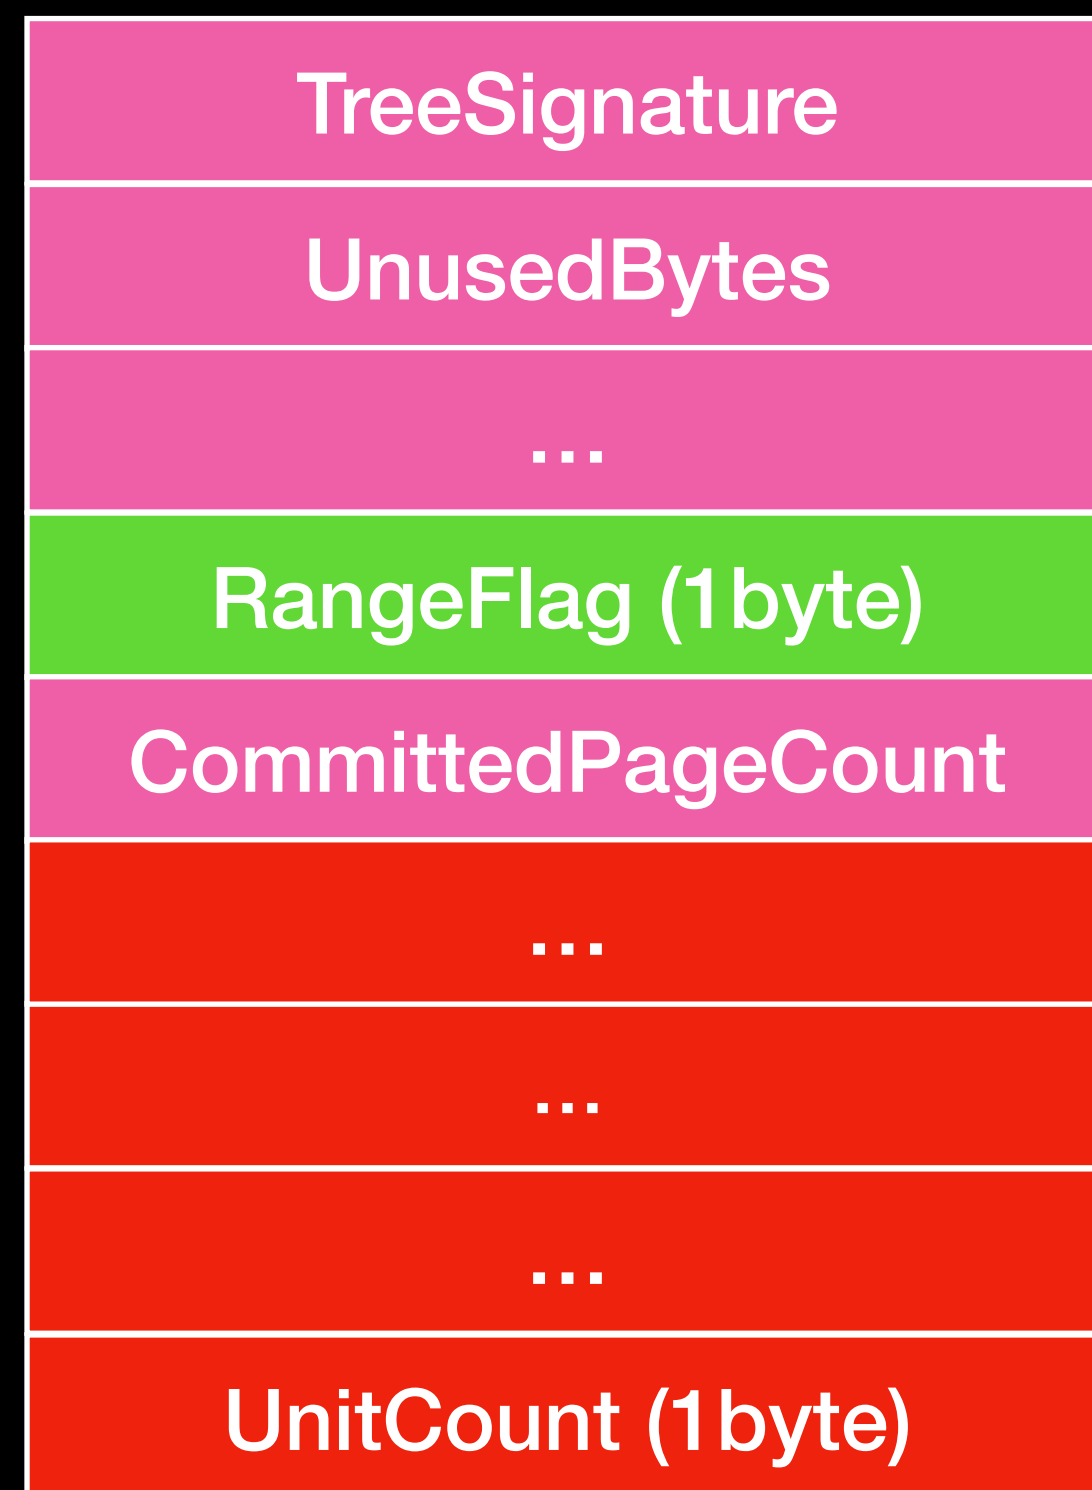 TreeSignature
UnusedBytes
...
RangeFlag (1byte)
CommittedPageCount
...
...
...
UnitCount (1byte)